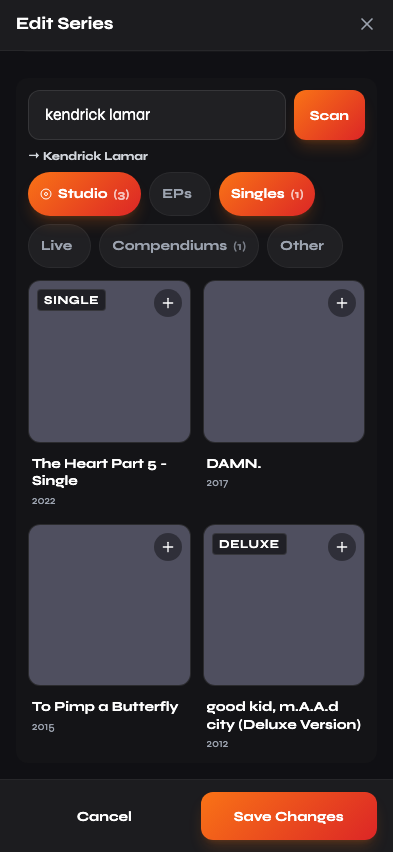 Edit Series
kendrick lamar
Scan
→ Kendrick Lamar
Studio (3)
EPs
Singles (1)
Live
Compendiums (1)
Other
SINGLE
The Heart Part 5 -
Single
2022
DAMN.
2017
To Pimp a Butterfly
2015
DELUXE
good kid, m.A.A.d
city (Deluxe Version)
2012
Cancel
Save Changes